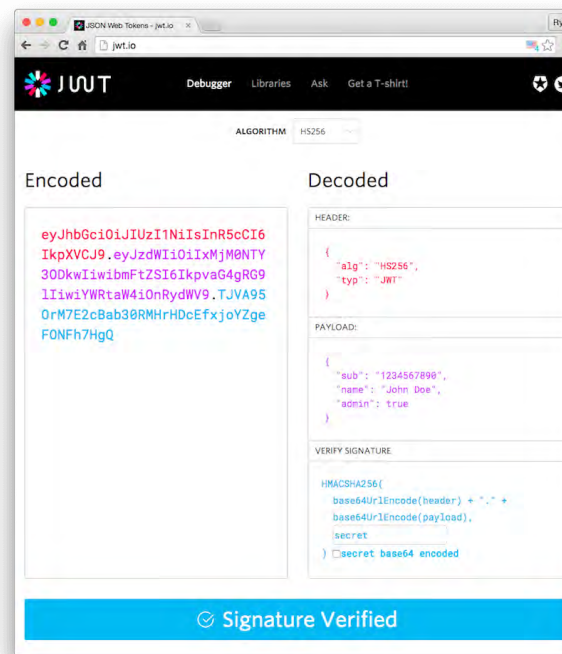 JSON Web Tokens - jwt.io
jwt.io
JWT
Debugger Libraries Ask Get a T-shirt!
ALGORITHM HS256
Encoded
eyJhbGciOiJIUzI1NiIsInR5cCI6
IkpXVCJ9.eyJzdWIiOiIxMjM0NTY
3ODkwIiwibmFtZSI6IkpvaG4gRG9
lIiwiYWRtaW4iOnRydWV9.TJVA95
OrM7E2cBab30RMHrHDcEfxjoYZge
FONFh7HgQ
Decoded
HEADER:
{
"alg": "HS256",
"typ": "JWT"
}
PAYLOAD:
{
"sub": "1234567890",
"name": "John Doe",
"admin": true
}
VERIFY SIGNATURE
HMACSHA256(
base64UrlEncode(header) + "." +
base64UrlEncode(payload),
secret
) secret base64 encoded
Signature Verified